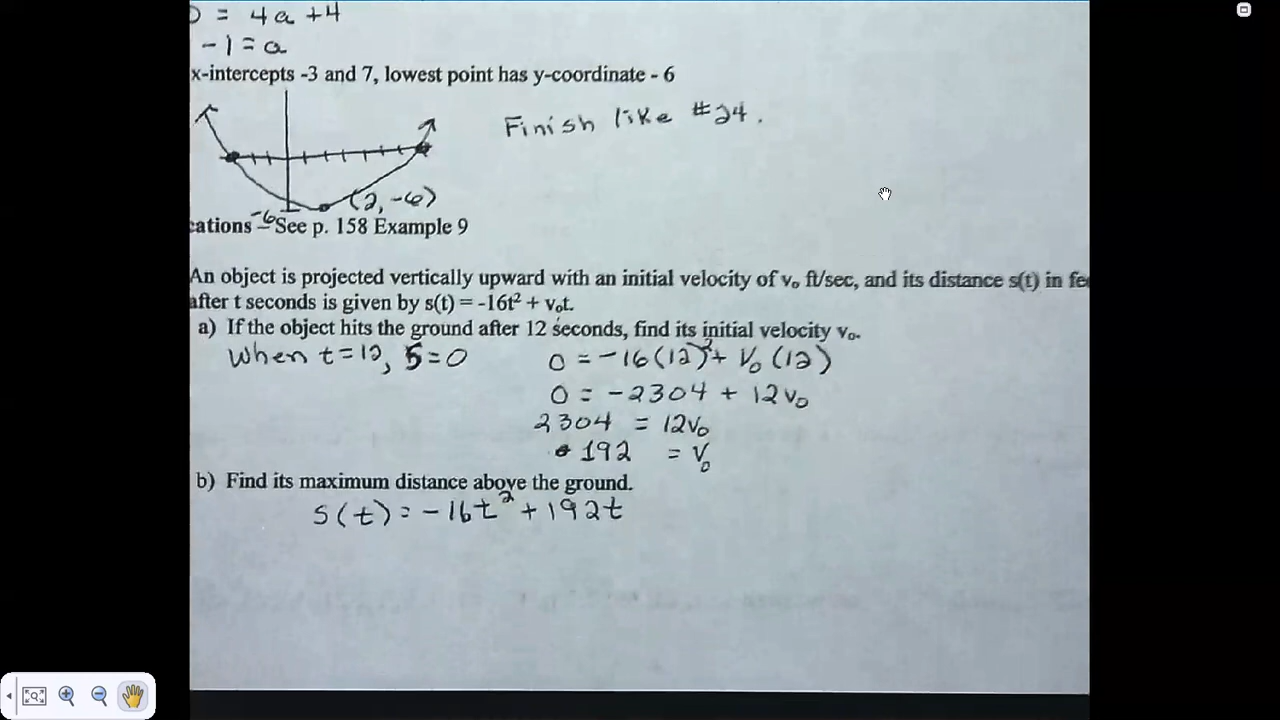 0 = 4a +4
-1 = a
x-intercepts -3 and 7, lowest point has y-coordinate - 6
Finish like #24.
(2, -6)
-6
cations - See p. 158 Example 9
An object is projected vertically upward with an initial velocity of v₀ ft/sec, and its distance s(t) in fe
after t seconds is given by s(t) = -16t² + v₀t.
a) If the object hits the ground after 12 seconds, find its initial velocity v₀.
When t=12, s=0
0 = -16(12)² + V₀(12)
0 = -2304 + 12v₀
2304 = 12v₀
192 = V₀
b) Find its maximum distance above the ground.
s(t) = -16t² + 192t